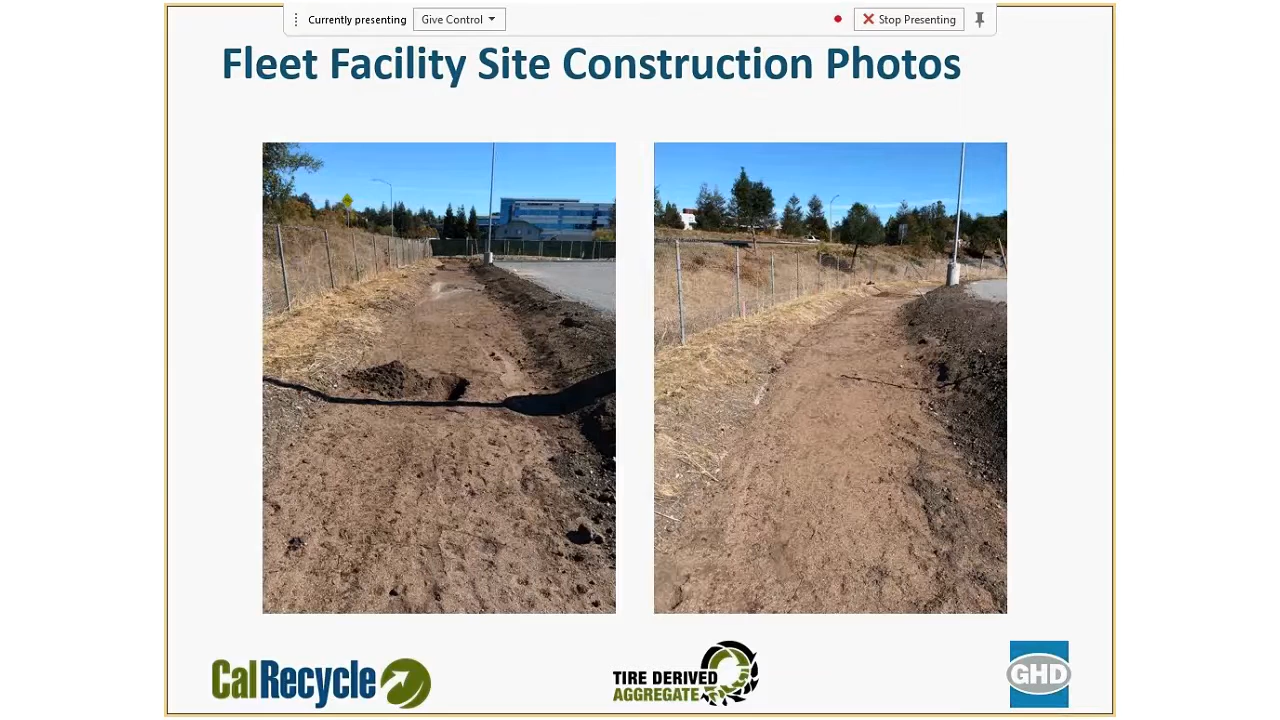 Currently presenting
Give Control
Stop Presenting
Fleet Facility Site Construction Photos
CalRecycle
TIRE DERIVED
AGGREGATE
GHD